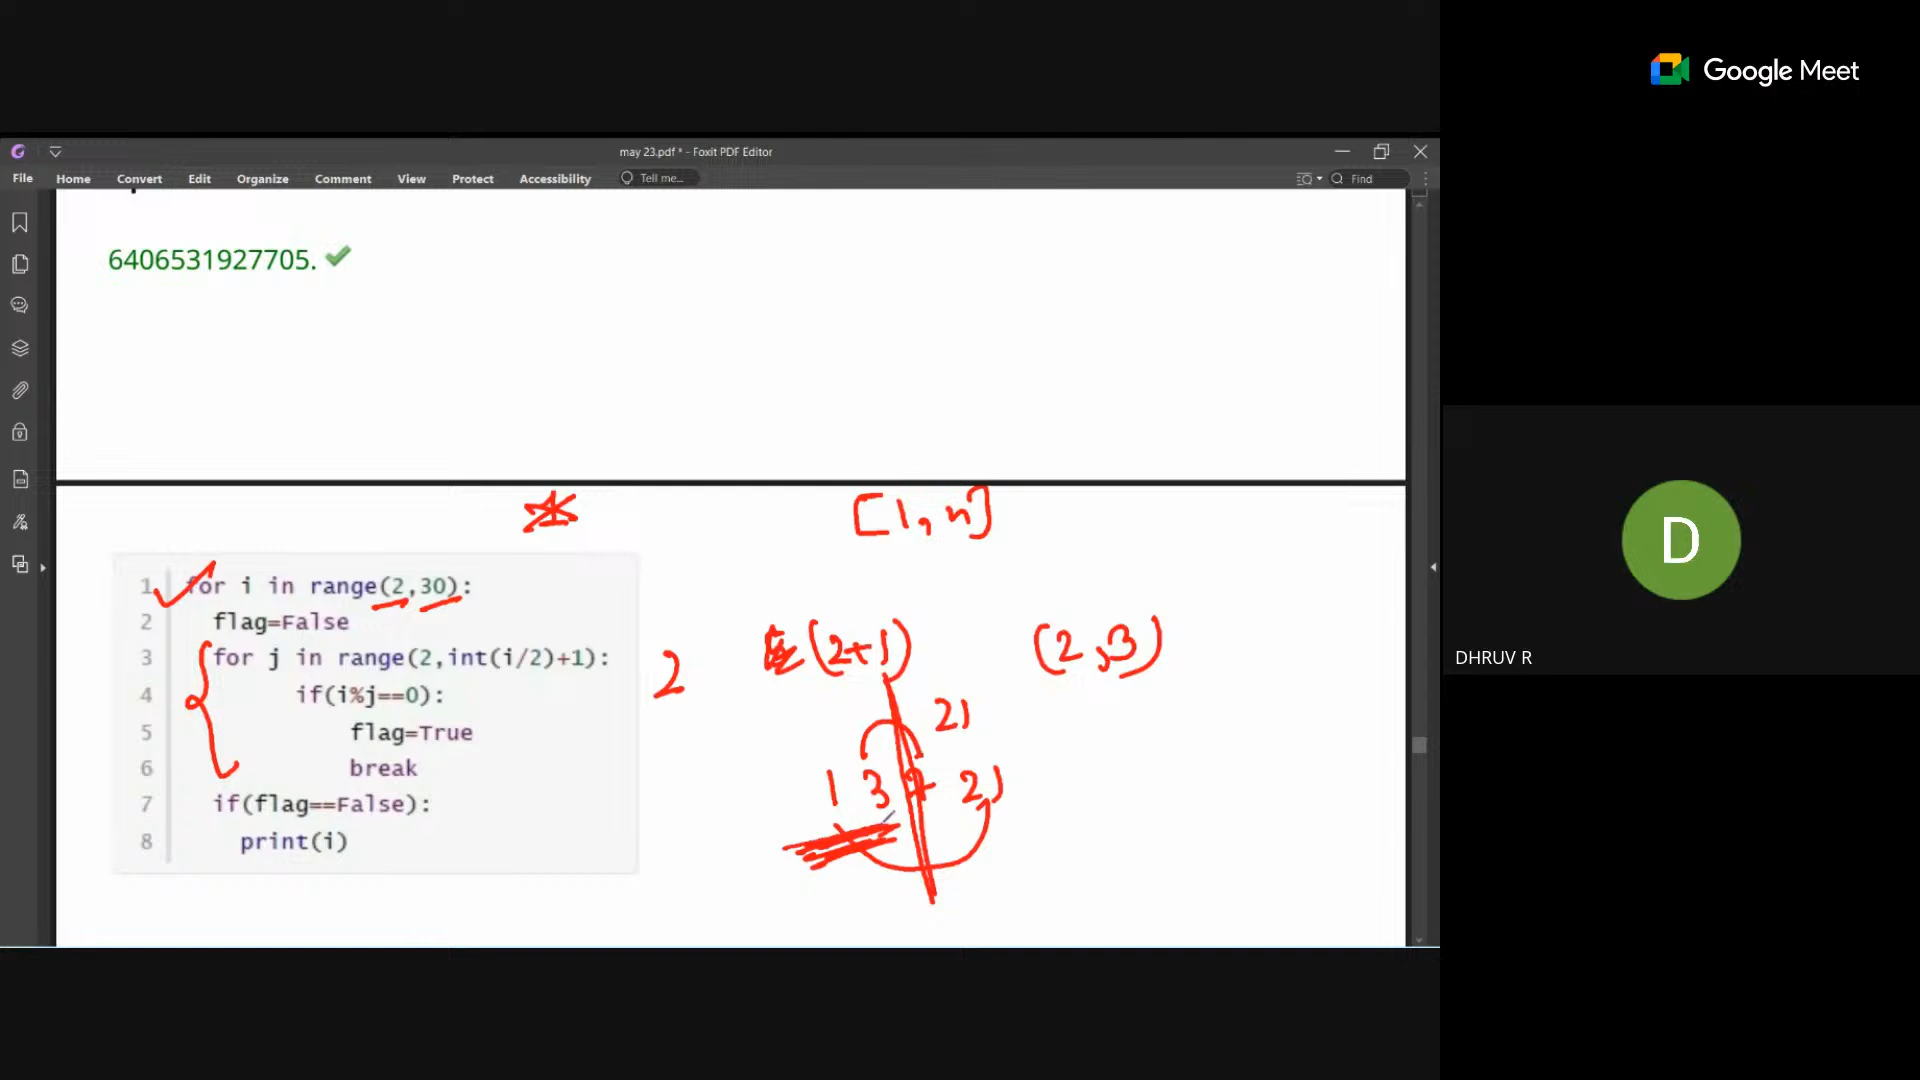 Google Meet
may 23.pdf * - Foxit PDF Editor
File Home Convert Edit Organize Comment View Protect Accessibility Tell me... Find
6406531927705.
[1, n]
1 for i in range(2,30):
2 flag=False
3 for j in range(2,int(i/2)+1):
4 if(i%j==0):
5 flag=True
6 break
7 if(flag==False):
8 print(i)
2
(2+1)
(2,3)
21
1 3 7 21
D
DHRUV R